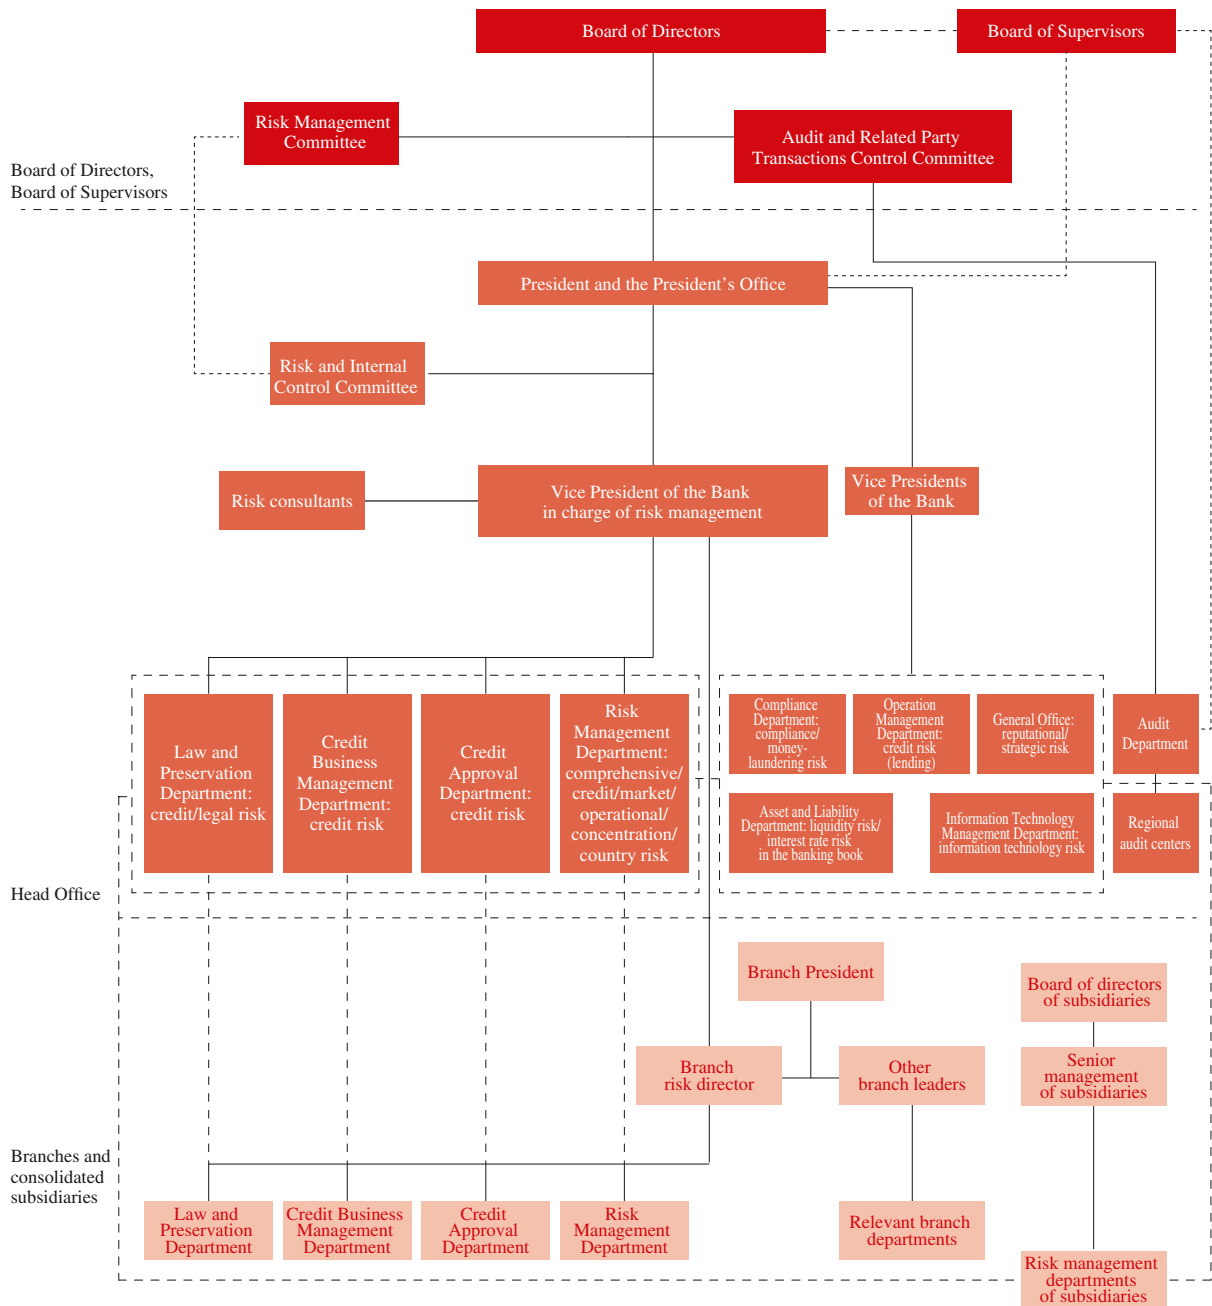 Board of Directors
Board of Supervisors
Risk Management
Committee
Audit and Related Party
Transactions Control Committee
Board of Directors,
Board of Supervisors
President and the President's Office
Risk and Internal
Control Committee
Risk consultants
Vice President of the Bank
in charge of risk management
Vice Presidents
of the Bank
Law and
Preservation
Department:
credit/legal risk
Credit
Business
Management
Department:
credit risk
Credit
Approval
Department:
credit risk
Risk
Management
Department:
comprehensive/
credit/market/
operational/
concentration/
country risk
Compliance
Department:
compliance/
money-
laundering risk
Operation
Management
Department:
credit risk
(lending)
General Office:
reputational/
strategic risk
Audit
Department
Asset and Liability
Department: liquidity risk/
interest rate risk
in the banking book
Information Technology
Management Department:
information technology risk
Regional
audit centers
Head Office
Branch President
Board of directors
of subsidiaries
Branch
risk director
Other
branch leaders
Senior
management
of subsidiaries
Branches and
consolidated
subsidiaries
Law and
Preservation
Department
Credit Business
Management
Department
Credit
Approval
Department
Risk
Management
Department
Relevant branch
departments
Risk management
departments
of subsidiaries